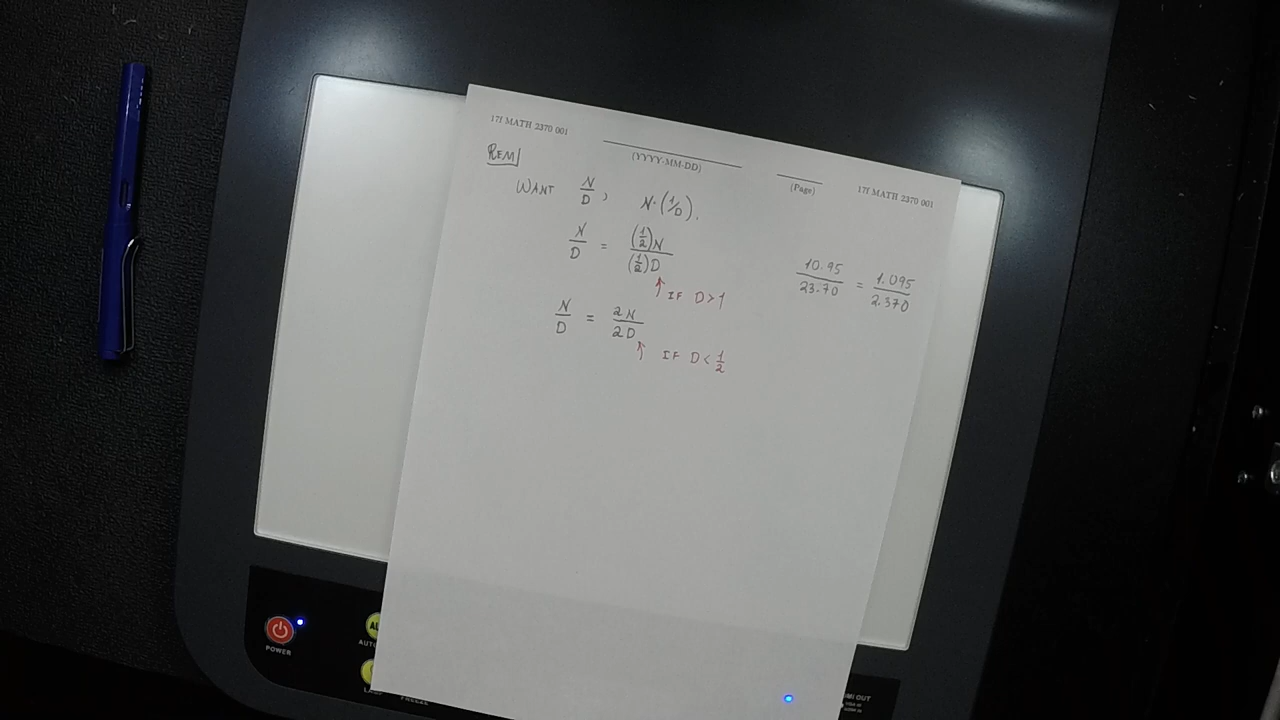 17f MATH 2370 001
(YYYY-MM-DD)
(Page)
17f MATH 2370 001
REM
WANT N/D, N·(1/D).
N/D = (1/2)N/(1/2)D
↑ IF D>1
10.95/23.70 = 1.095/2.370
N/D = 2N/2D
↑ IF D<1/2
POWER